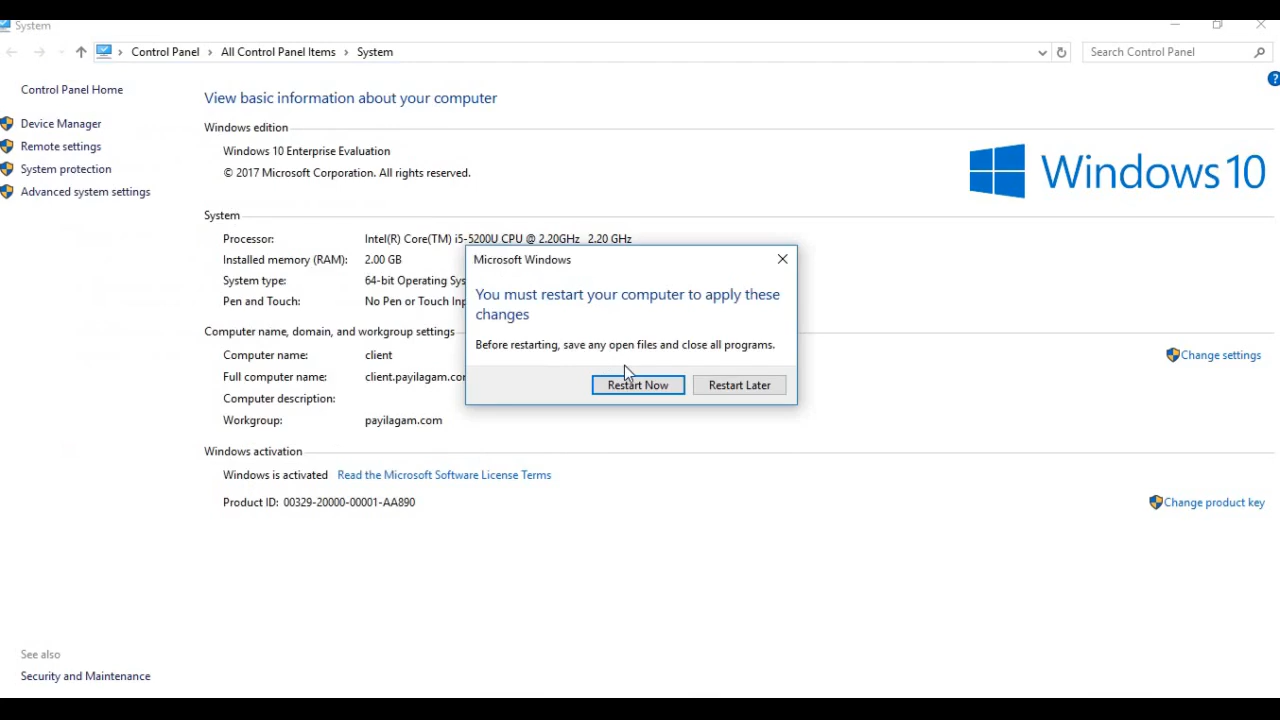 System
Control Panel > All Control Panel Items > System
Search Control Panel
?
Control Panel Home
Device Manager
Remote settings
System protection
Advanced system settings
View basic information about your computer
Windows edition
Windows 10 Enterprise Evaluation
© 2017 Microsoft Corporation. All rights reserved.
Windows 10
System
Processor: Intel(R) Core(TM) i5-5200U CPU @ 2.20GHz 2.20 GHz
Installed memory (RAM): 2.00 GB
System type: 64-bit Operating Sys
Pen and Touch: No Pen or Touch Inp
Microsoft Windows
You must restart your computer to apply these
changes
Before restarting, save any open files and close all programs.
Restart Now
Restart Later
Computer name, domain, and workgroup settings
Computer name: client
Change settings
Full computer name: client.payilagam.com
Computer description:
Workgroup: payilagam.com
Windows activation
Windows is activated Read the Microsoft Software License Terms
Product ID: 00329-20000-00001-AA890
Change product key
See also
Security and Maintenance